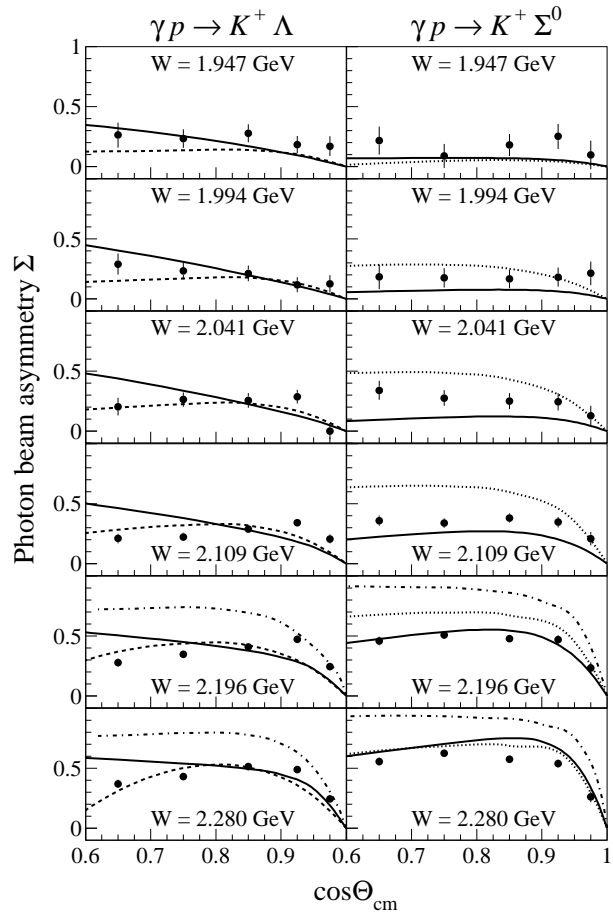 γ p → K⁺ Λ γ p → K⁺ Σ⁰
1 W = 1.947 GeV W = 1.947 GeV
0.5
0
W = 1.994 GeV W = 1.994 GeV
0.5
0
W = 2.041 GeV W = 2.041 GeV
0.5
0
Photon beam asymmetry Σ
0.5
W = 2.109 GeV W = 2.109 GeV
0
0.5
W = 2.196 GeV W = 2.196 GeV
0
0.5
W = 2.280 GeV W = 2.280 GeV
0
0.6 0.7 0.8 0.9 0.6 0.7 0.8 0.9 1
cosΘcm